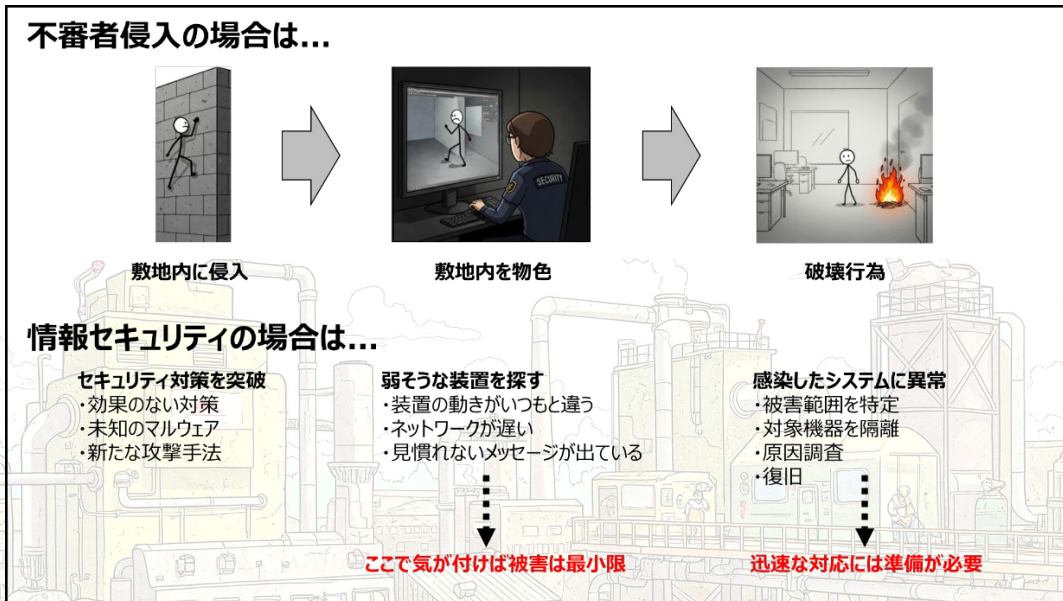 不審者侵入の場合は...
SECURITY
敷地内に侵入
敷地内を物色
破壊行為
情報セキュリティの場合は...
セキュリティ対策を突破
・効果のない対策
・未知のマルウェア
・新たな攻撃手法
弱そうな装置を探す
・装置の動きがいつもと違う
・ネットワークが遅い
・見慣れないメッセージが出ている
ここで気が付けば被害は最小限
感染したシステムに異常
・被害範囲を特定
・対象機器を隔離
・原因調査
・復旧
迅速な対応には準備が必要